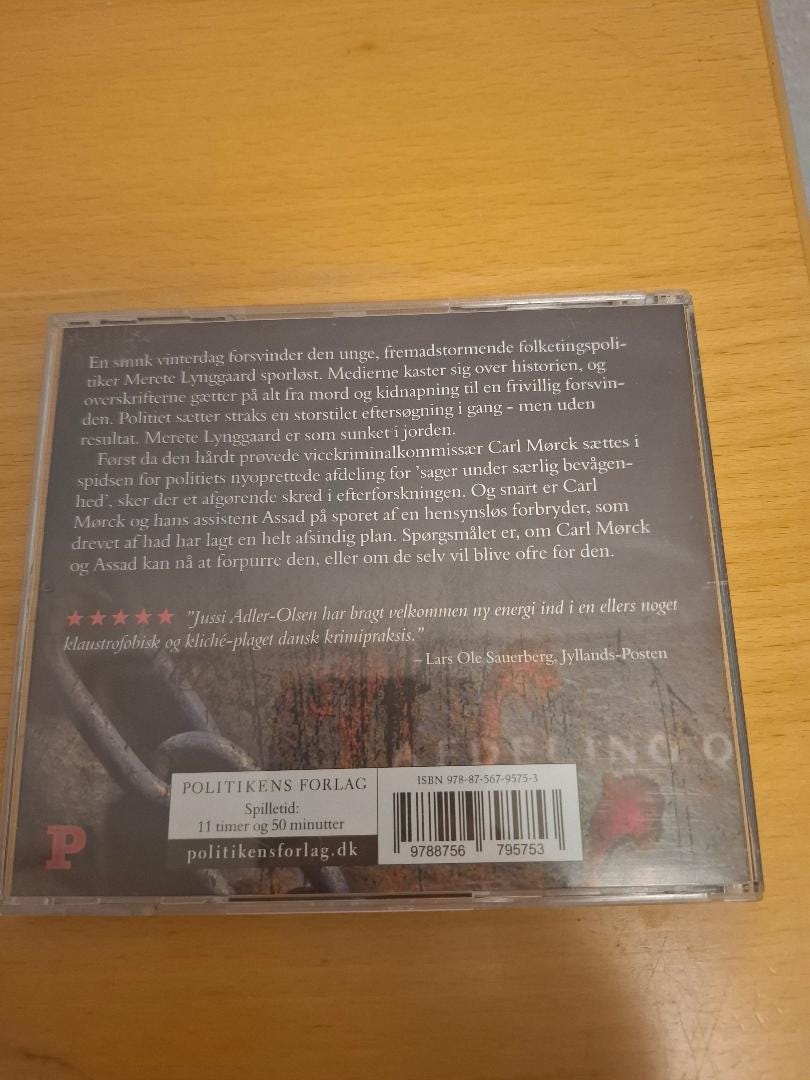 En smuk vinterdag forsvinder den unge, fremadstormende folketingspoli-
tiker Merete Lynggaard sporløst. Medierne kaster sig over historien, og
overskrifterne gætter på alt fra mord og kidnapning til en frivillig forsvin-
den. Politiet sætter straks en storstilet eftersøgning i gang - men uden
resultat. Merete Lynggaard er som sunket i jorden.
Først da den hårdt prøvede vicekriminalkommissær Carl Mørck sættes i
spidsen for politiets nyoprettede afdeling for 'sager under særlig bevågen-
hed', sker der et afgørende skred i efterforskningen. Og snart er Carl
Mørck og hans assistent Assad på sporet af en hensynsløs forbryder, som
drevet af had har lagt en helt afsindig plan. Spørgsmålet er, om Carl Mørck
og Assad kan nå at forpurre den, eller om de selv vil blive ofre for den.
"Jussi Adler-Olsen har bragt velkommen ny energi ind i en ellers noget
klaustrofobisk og kliché-plaget dansk krimipraksis."
– Lars Ole Sauerberg, Jyllands-Posten
POLITIKENS FORLAG
Spilletid:
11 timer og 50 minutter
politikensforlag.dk
ISBN 978-87-567-9575-3
9788756 795753
P